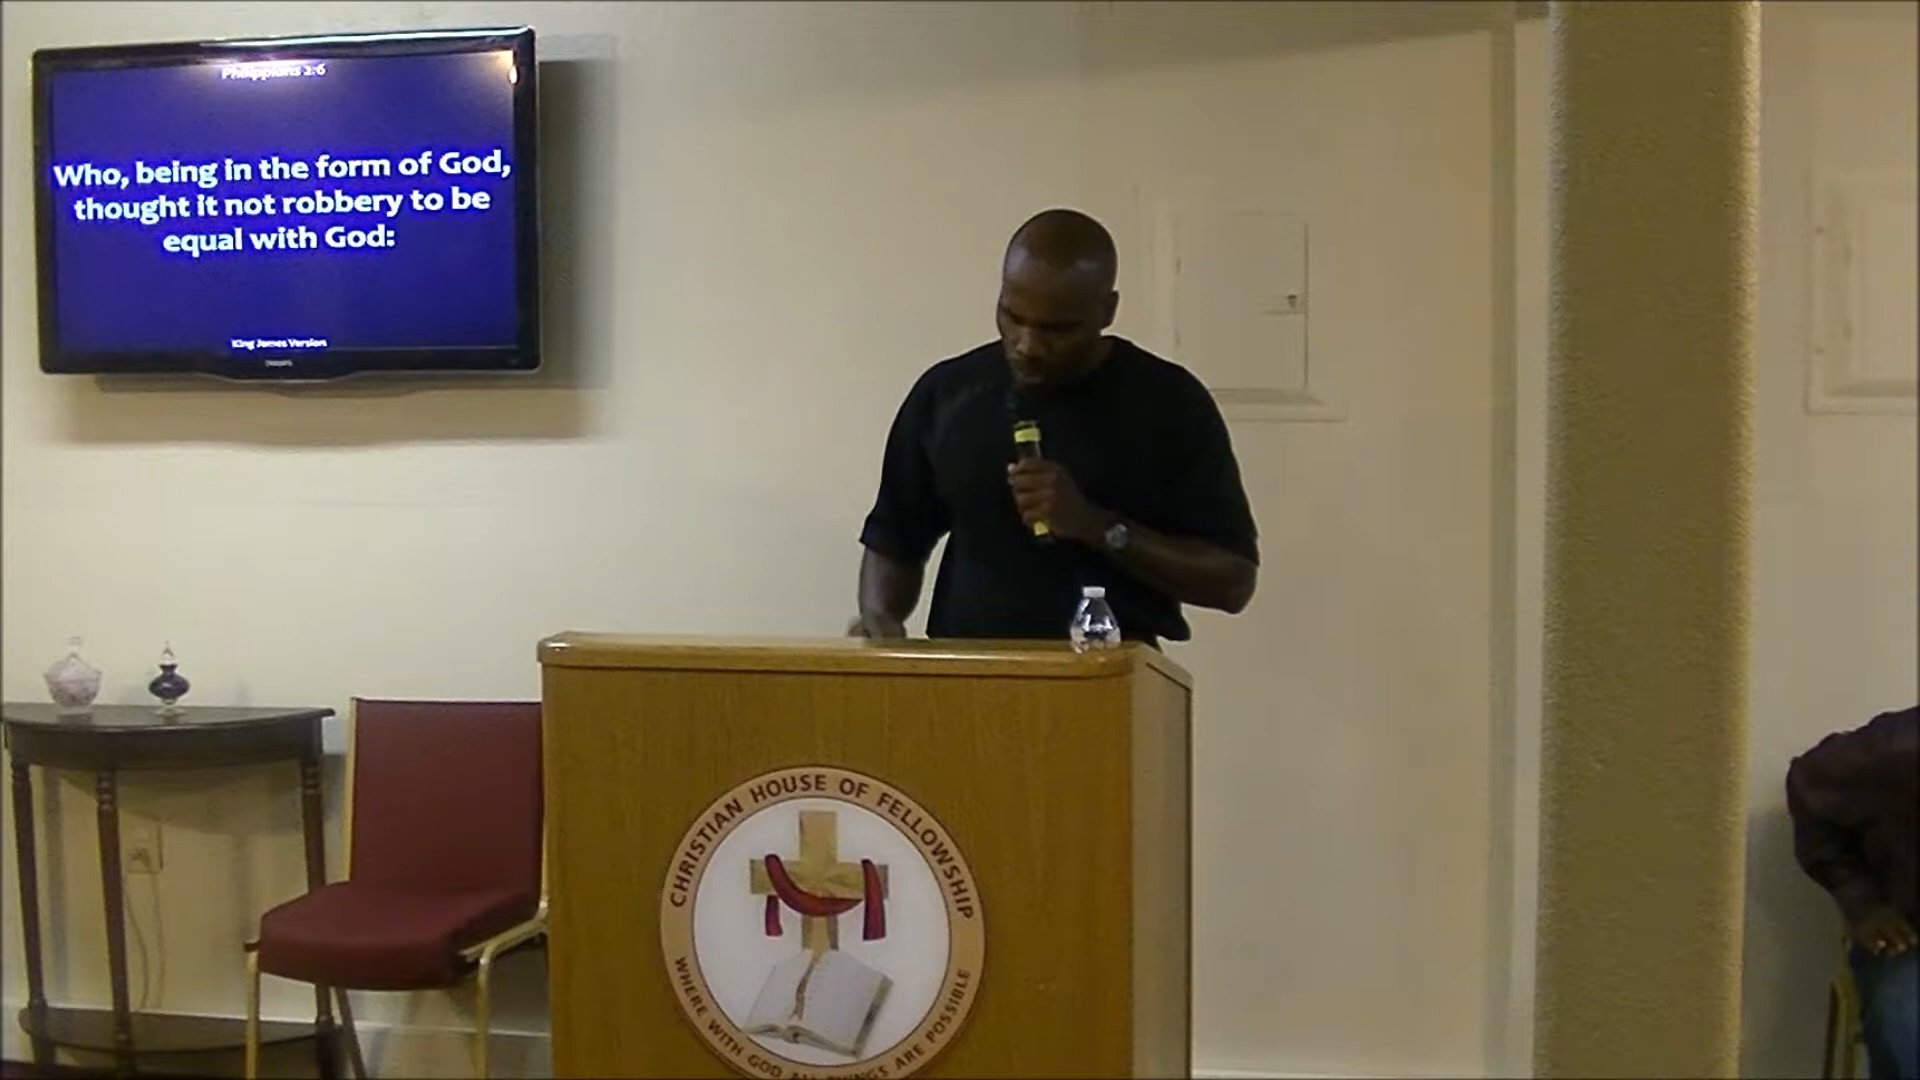 Philippians 2:6
Who, being in the form of God,
thought it not robbery to be
equal with God:
King James Version
PHILIPS
CHRISTIAN HOUSE OF FELLOWSHIP
WHERE WITH GOD ALL THINGS ARE POSSIBLE